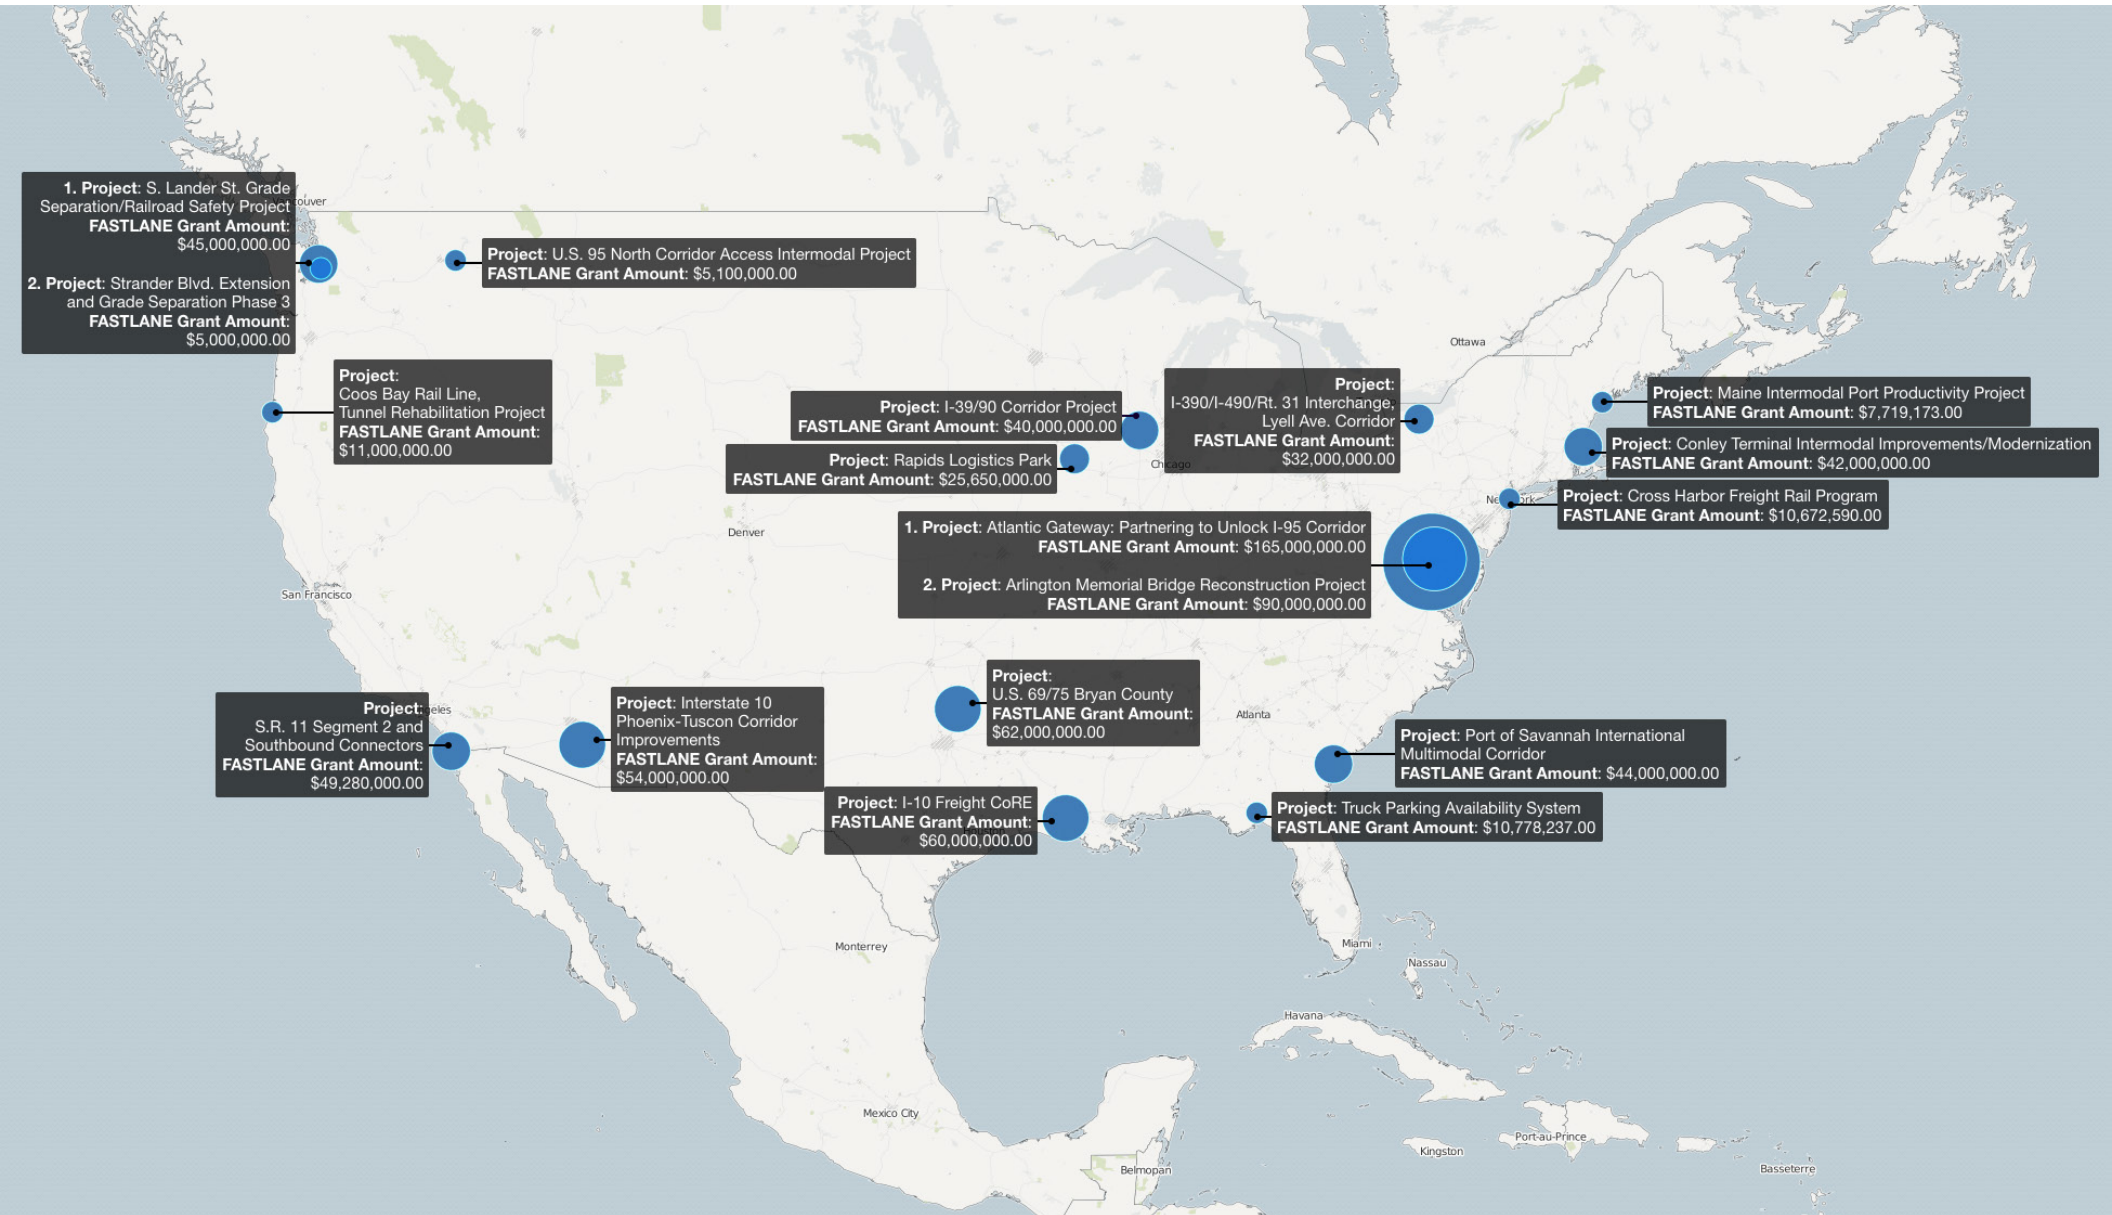 1. Project: S. Lander St. Grade
Separation/Railroad Safety Project
FASTLANE Grant Amount:
$45,000,000.00
2. Project: Strander Blvd. Extension
and Grade Separation Phase 3
FASTLANE Grant Amount:
$5,000,000.00
Project: U.S. 95 North Corridor Access Intermodal Project
FASTLANE Grant Amount: $5,100,000.00
Project:
Coos Bay Rail Line,
Tunnel Rehabilitation Project
FASTLANE Grant Amount:
$11,000,000.00
Project: I-39/90 Corridor Project
FASTLANE Grant Amount: $40,000,000.00
Project: Rapids Logistics Park
FASTLANE Grant Amount: $25,650,000.00
Chicago
Project:
I-390/I-490/Rt. 31 Interchange,
Lyell Ave. Corridor
FASTLANE Grant Amount:
$32,000,000.00
Ottawa
Project: Maine Intermodal Port Productivity Project
FASTLANE Grant Amount: $7,719,173.00
Project: Conley Terminal Intermodal Improvements/Modernization
FASTLANE Grant Amount: $42,000,000.00
Project: Cross Harbor Freight Rail Program
FASTLANE Grant Amount: $10,672,590.00
1. Project: Atlantic Gateway: Partnering to Unlock I-95 Corridor
FASTLANE Grant Amount: $165,000,000.00
2. Project: Arlington Memorial Bridge Reconstruction Project
FASTLANE Grant Amount: $90,000,000.00
Denver
San Francisco
Project:
S.R. 11 Segment 2 and
Southbound Connectors
FASTLANE Grant Amount:
$49,280,000.00
Project: Interstate 10
Phoenix-Tuscon Corridor
Improvements
FASTLANE Grant Amount:
$54,000,000.00
Project:
U.S. 69/75 Bryan County
FASTLANE Grant Amount:
$62,000,000.00
Atlanta
Project: Port of Savannah International
Multimodal Corridor
FASTLANE Grant Amount: $44,000,000.00
Project: I-10 Freight CoRE
FASTLANE Grant Amount:
$60,000,000.00
Project: Truck Parking Availability System
FASTLANE Grant Amount: $10,778,237.00
Monterrey
Miami
Nassau
Havana
Mexico City
Port-au-Prince
Kingston
Belmopan
Basseterre